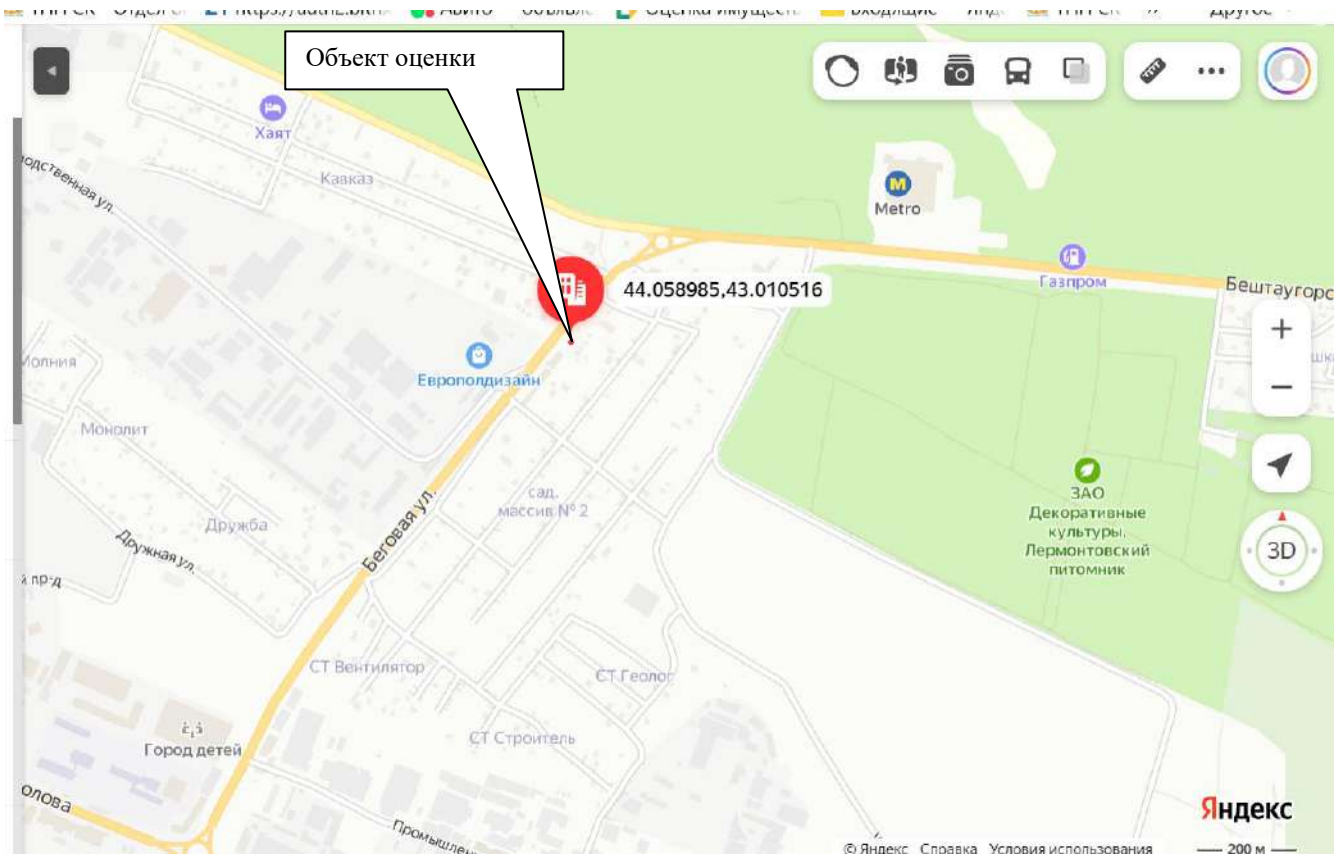 Объект оценки
Хаят
Кавказ
Metro
Газпром
44.058985,43.010516
Европолдизайн
Монолит
сад.
массив № 2
ЗАО
Декоративные
культуры.
Лермонтовский
питомник
Дружба
Беговая ул.
Дружная ул.
3D
СТ Вентилятор
СТ Геолог
СТ Строитель
Город детей
Яндекс
© Яндекс Справка Условия использования
200 м